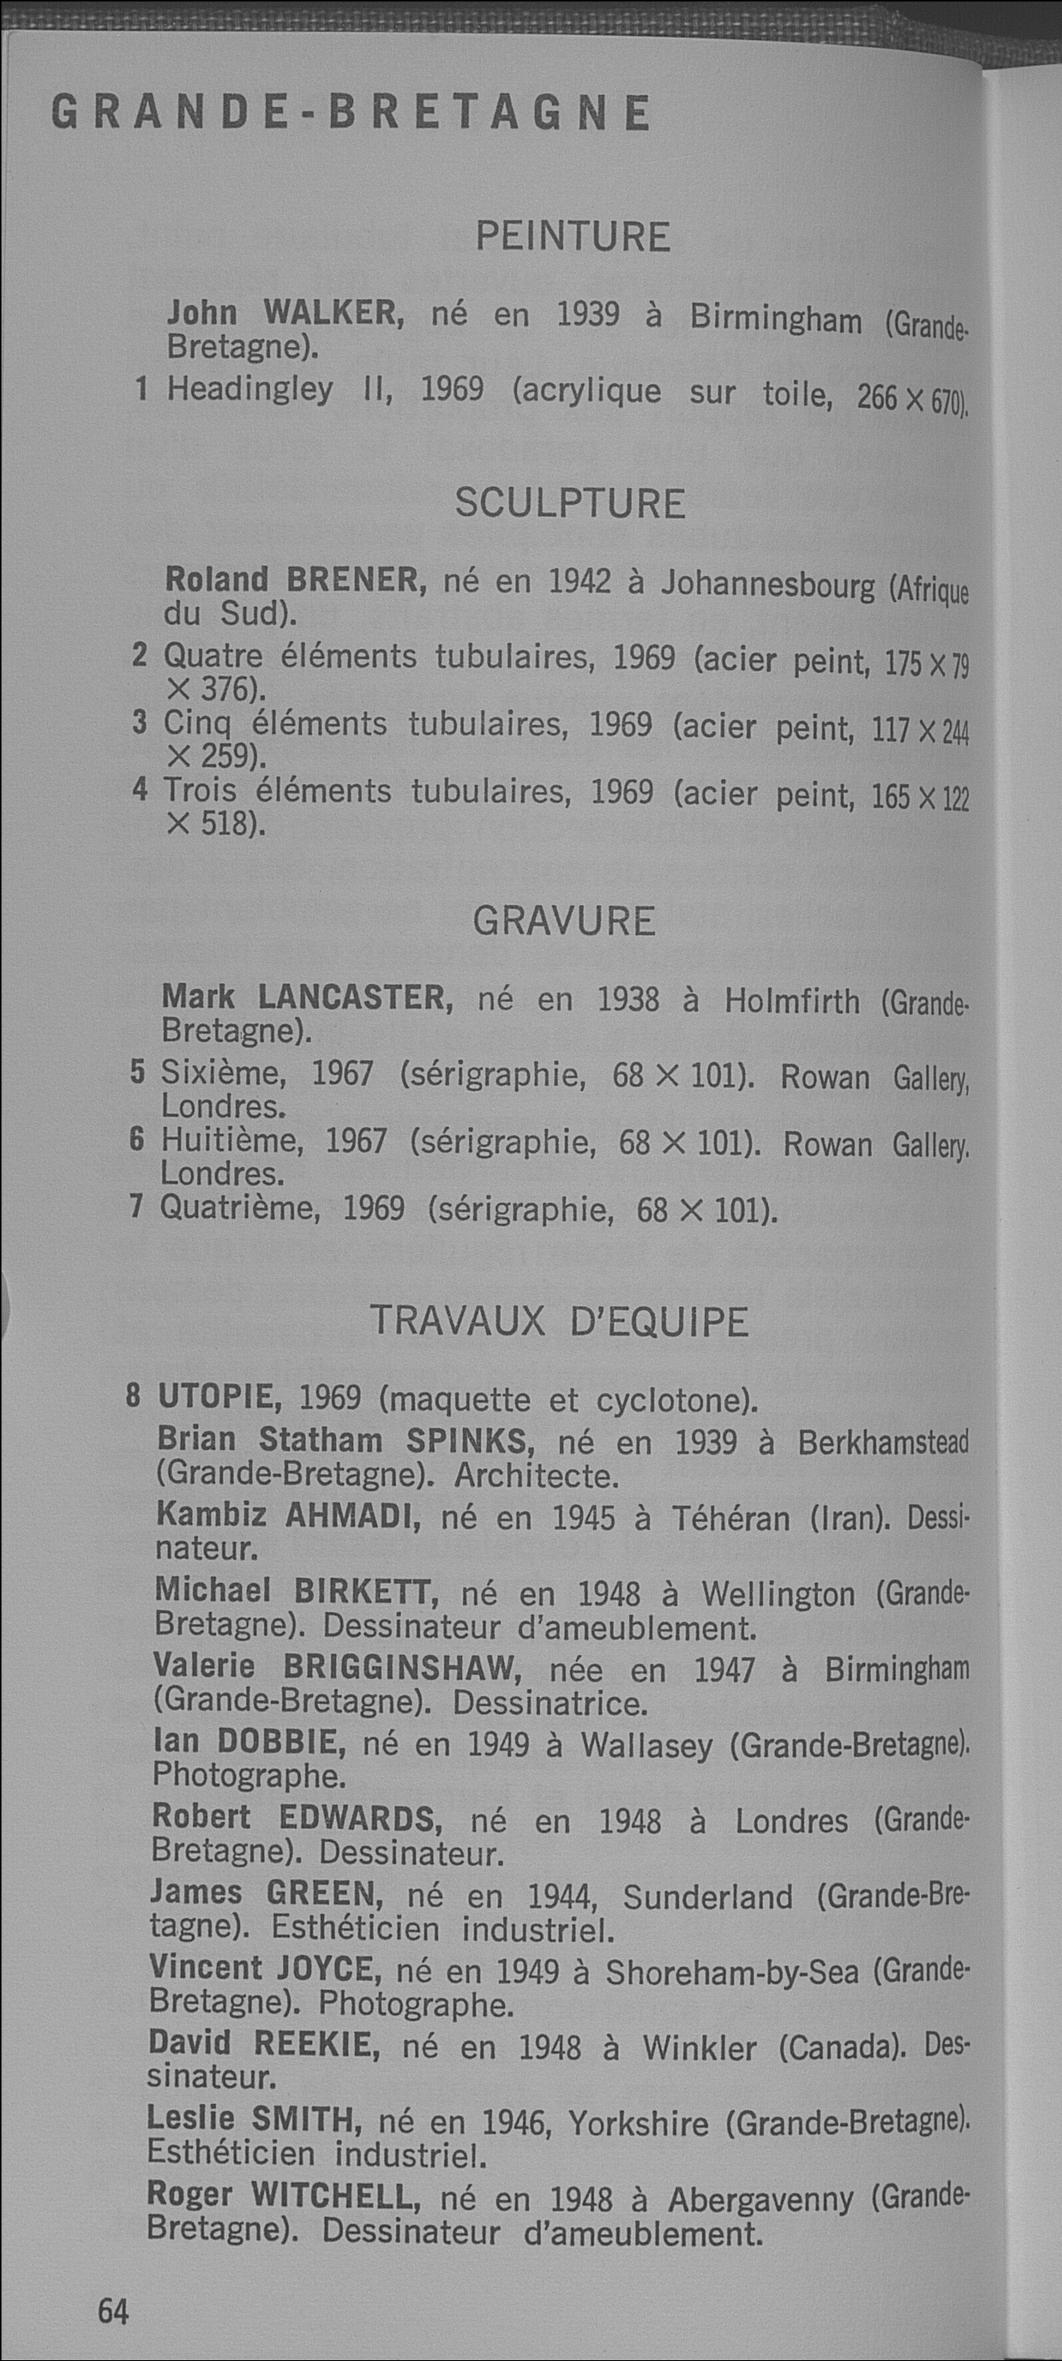 GRANDE-BRETAGNE
PEINTURE
John WALKER, né en 1939 à Birmingham (Grande-
Bretagne).
1 Headingley II, 1969 (acrylique sur toile, 266 × 670).
SCULPTURE
Roland BRENER, né en 1942 à Johannesbourg (Afrique
du Sud).
2 Quatre éléments tubulaires, 1969 (acier peint, 175 × 79
× 376).
3 Cinq éléments tubulaires, 1969 (acier peint, 117 × 244
× 259).
4 Trois éléments tubulaires, 1969 (acier peint, 165 × 122
× 518).
GRAVURE
Mark LANCASTER, né en 1938 à Holmfirth (Grande-
Bretagne).
5 Sixième, 1967 (sérigraphie, 68 × 101). Rowan Gallery,
Londres.
6 Huitième, 1967 (sérigraphie, 68 × 101). Rowan Gallery.
Londres.
7 Quatrième, 1969 (sérigraphie, 68 × 101).
TRAVAUX D'EQUIPE
8 UTOPIE, 1969 (maquette et cyclotone).
Brian Statham SPINKS, né en 1939 à Berkhamstead
(Grande-Bretagne). Architecte.
Kambiz AHMADI, né en 1945 à Téhéran (Iran). Dessi-
nateur.
Michael BIRKETT, né en 1948 à Wellington (Grande-
Bretagne). Dessinateur d'ameublement.
Valerie BRIGGINSHAW, née en 1947 à Birmingham
(Grande-Bretagne). Dessinatrice.
Ian DOBBIE, né en 1949 à Wallasey (Grande-Bretagne).
Photographe.
Robert EDWARDS, né en 1948 à Londres (Grande-
Bretagne). Dessinateur.
James GREEN, né en 1944, Sunderland (Grande-Bre-
tagne). Esthéticien industriel.
Vincent JOYCE, né en 1949 à Shoreham-by-Sea (Grande-
Bretagne). Photographe.
David REEKIE, né en 1948 à Winkler (Canada). Des-
sinateur.
Leslie SMITH, né en 1946, Yorkshire (Grande-Bretagne).
Esthéticien industriel.
Roger WITCHELL, né en 1948 à Abergavenny (Grande-
Bretagne). Dessinateur d'ameublement.
64